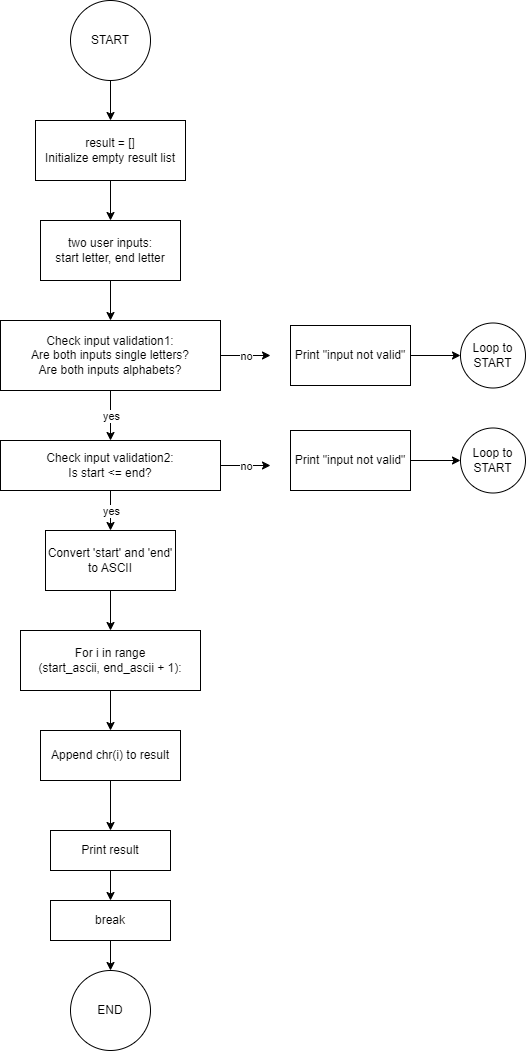 START
result = []
Initialize empty result list
two user inputs:
start letter, end letter
Check input validation1:
Are both inputs single letters?
Are both inputs alphabets?
no
Print "input not valid"
Loop to
START
yes
Check input validation2:
Is start <= end?
no
Print "input not valid"
Loop to
START
yes
Convert 'start' and 'end'
to ASCII
For i in range
(start_ascii, end_ascii + 1):
Append chr(i) to result
Print result
break
END